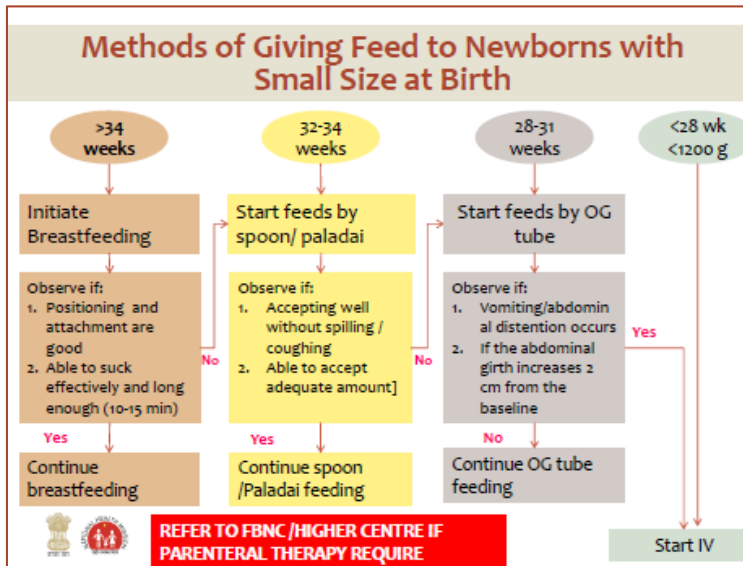 Methods of Giving Feed to Newborns with
Small Size at Birth
>34
weeks
Initiate
Breastfeeding
Observe if:
1. Positioning and
attachment are
good
2. Able to suck
effectively and long
enough (10-15 min)
No
Yes
Continue
breastfeeding
32-34
weeks
Start feeds by
spoon/ paladai
Observe if:
1. Accepting well
without spilling /
coughing
2. Able to accept
adequate amount]
No
Yes
Continue spoon
/Paladai feeding
28-31
weeks
Start feeds by OG
tube
Observe if:
1. Vomiting/abdomin
al distention occurs
2. If the abdominal
girth increases 2
cm from the
baseline
Yes
No
Continue OG tube
feeding
<28 wk
<1200 g
Start IV
REFER TO FBNC /HIGHER CENTRE IF
PARENTERAL THERAPY REQUIRE